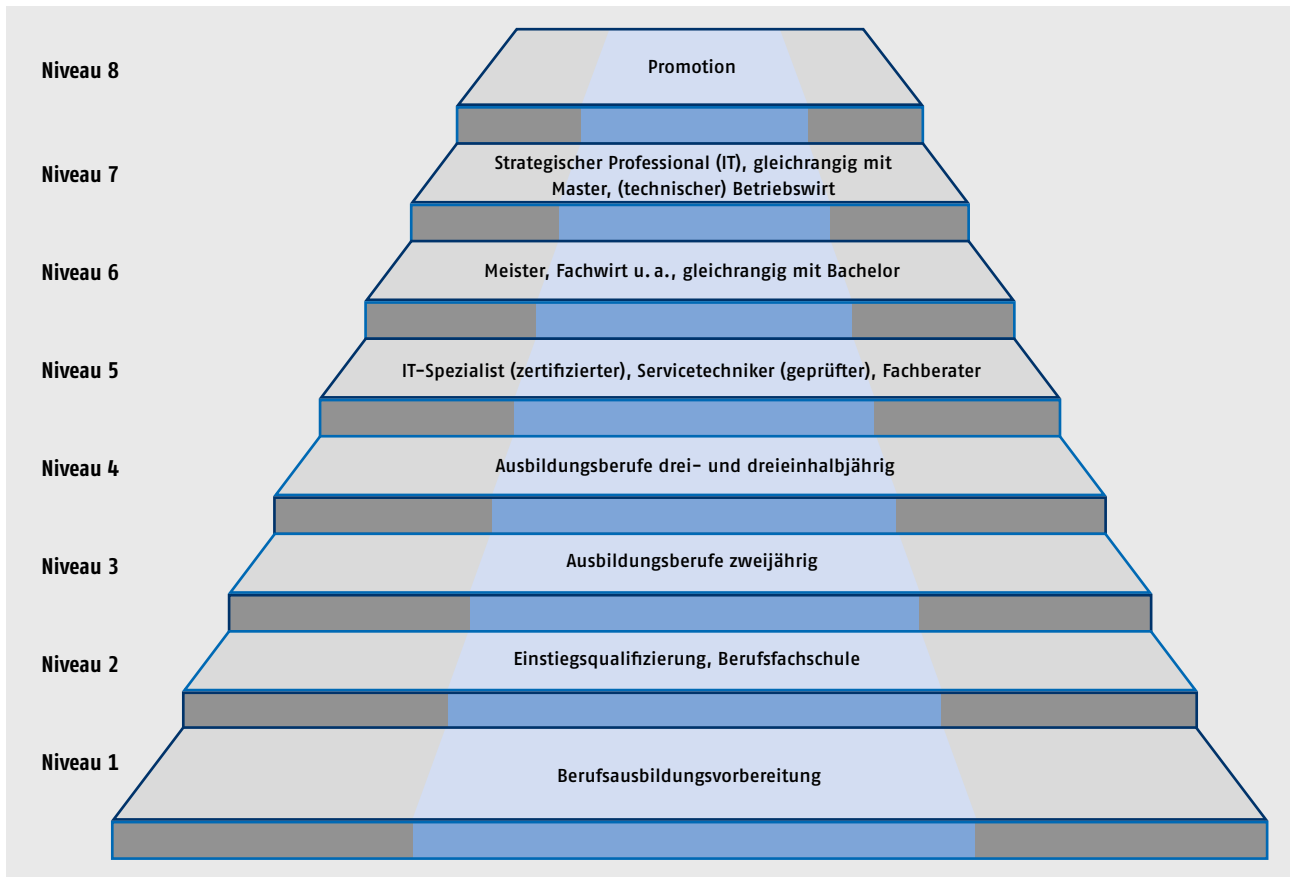 Niveau 8
Promotion
Niveau 7
Strategischer Professional (IT), gleichrangig mit
Master, (technischer) Betriebswirt
Niveau 6
Meister, Fachwirt u. a., gleichrangig mit Bachelor
Niveau 5
IT-Spezialist (zertifizierter), Servicetechniker (geprüfter), Fachberater
Niveau 4
Ausbildungsberufe drei- und dreieinhalbjährig
Niveau 3
Ausbildungsberufe zweijährig
Niveau 2
Einstiegsqualifizierung, Berufsfachschule
Niveau 1
Berufsausbildungsvorbereitung